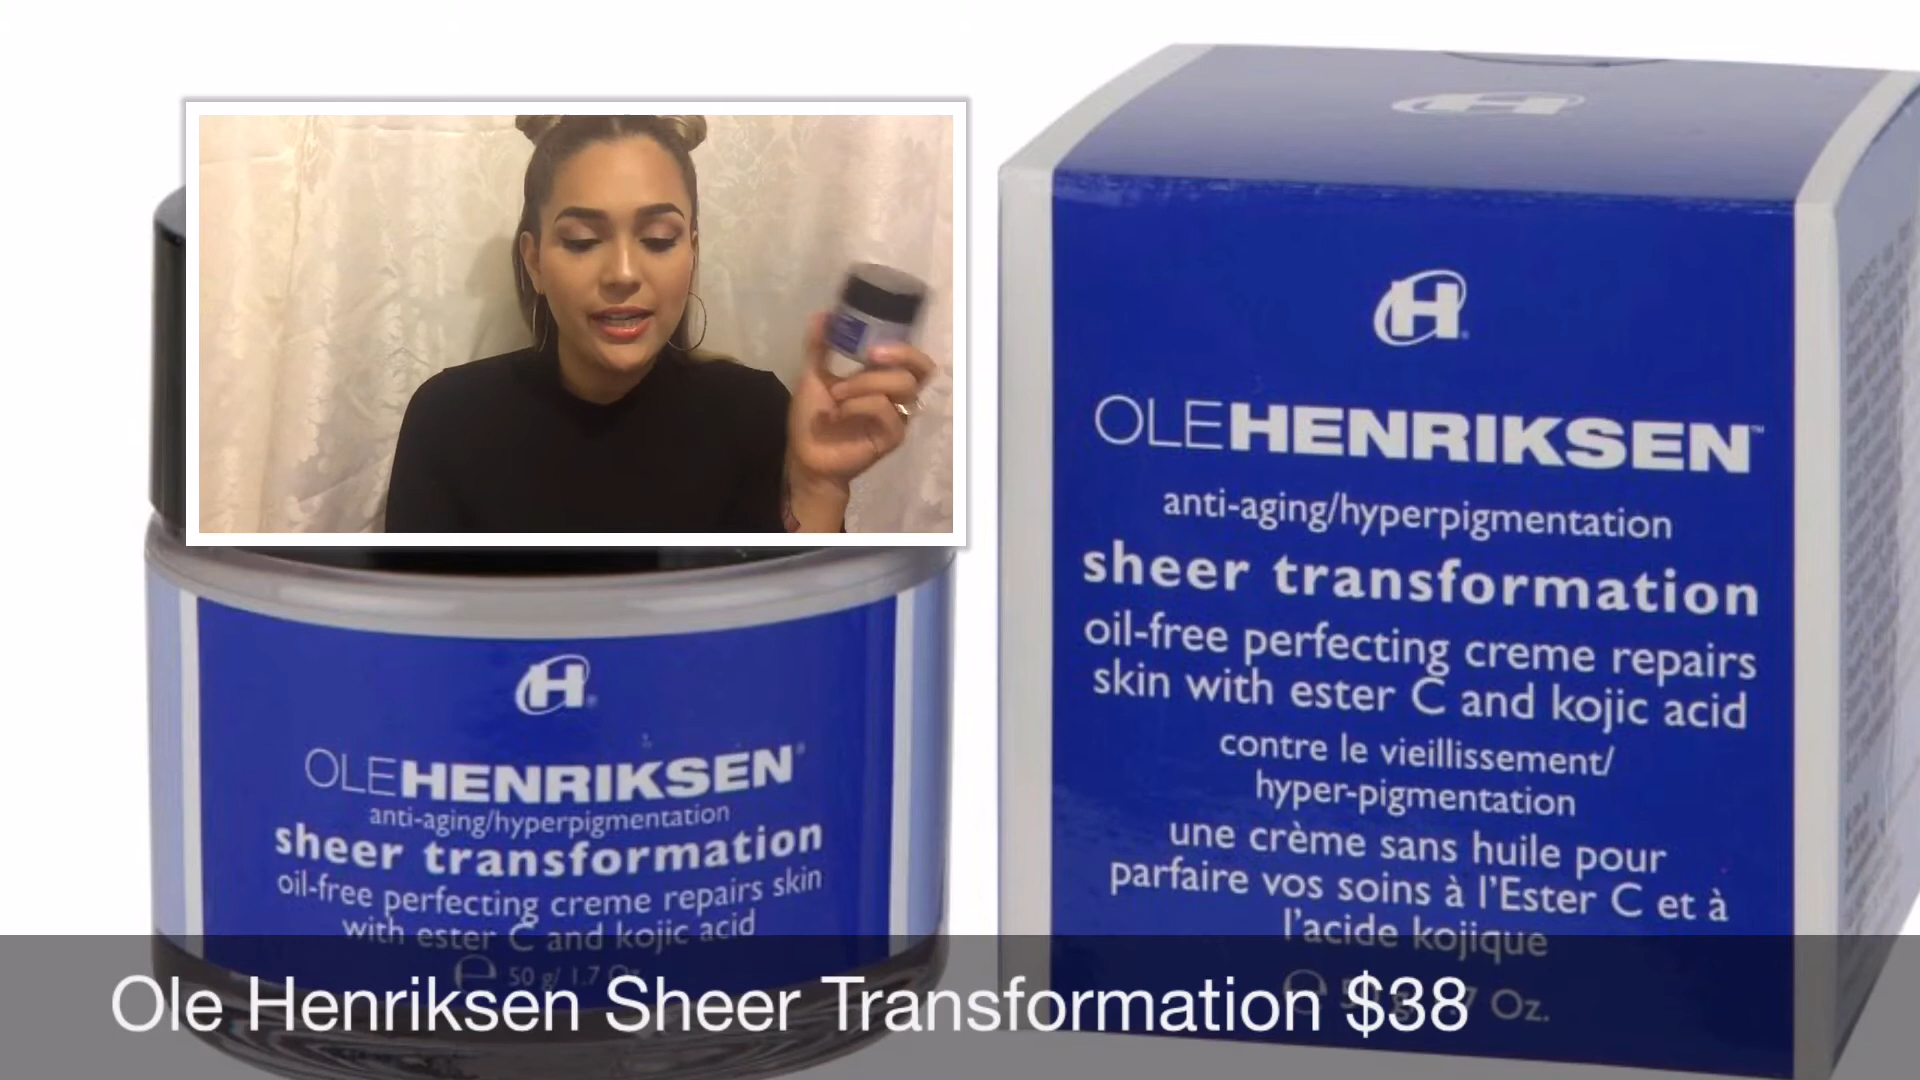 H
OLEHENRIKSEN®
anti-aging/hyperpigmentation
sheer transformation
oil-free perfecting creme repairs skin
with ester C and kojic acid
50 g/ 1.7 Oz.
H
H
OLEHENRIKSEN™
anti-aging/hyperpigmentation
sheer transformation
oil-free perfecting creme repairs
skin with ester C and kojic acid
contre le vieillissement/
hyper-pigmentation
une crème sans huile pour
parfaire vos soins à l'Ester C et à
l'acide kojique
Oz.
Ole Henriksen Sheer Transformation $38